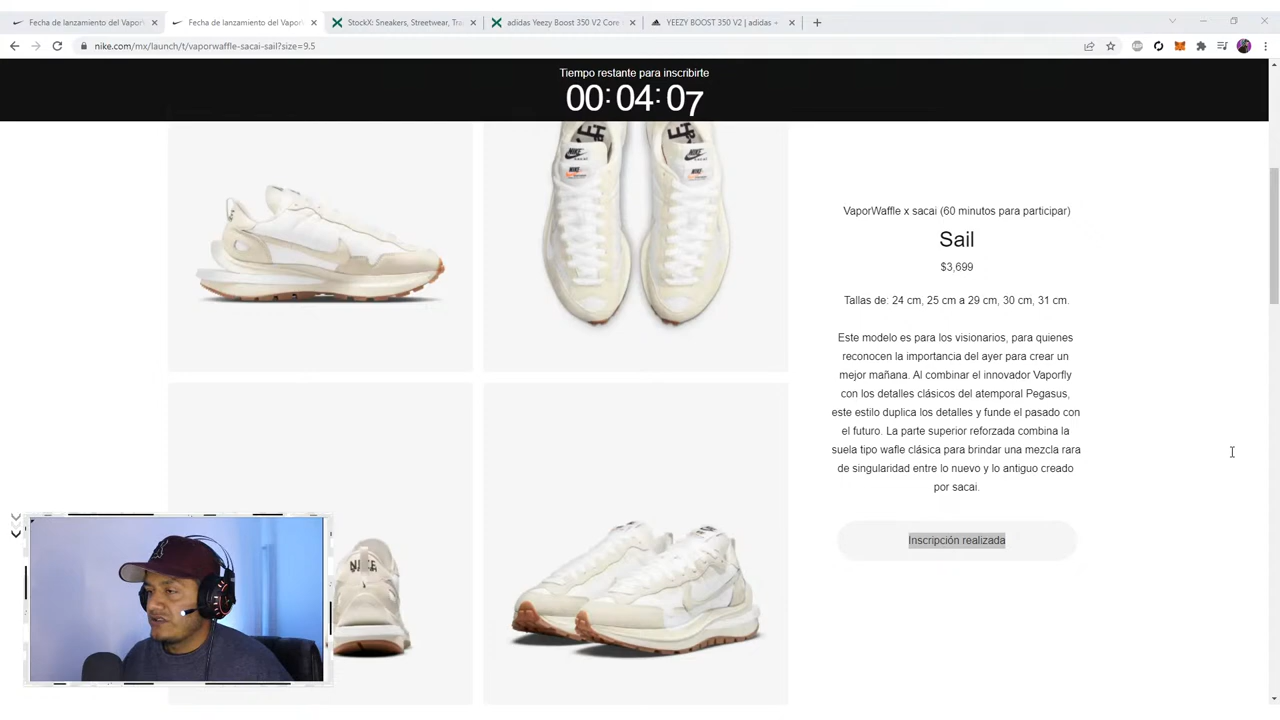 Fecha de lanzamiento del VaporW
Fecha de lanzamiento del VaporW
StockX: Sneakers, Streetwear, Tra
adidas Yeezy Boost 350 V2 Core
YEEZY BOOST 350 V2 | adidas
nike.com/mx/launch/t/vaporwaffle-sacai-sail?size=9.5
Tiempo restante para inscribirte
00:04:07
VaporWaffle x sacai (60 minutos para participar)
Sail
$3,699
Tallas de: 24 cm, 25 cm a 29 cm, 30 cm, 31 cm.
Este modelo es para los visionarios, para quienes
reconocen la importancia del ayer para crear un
mejor mañana. Al combinar el innovador Vaporfly
con los detalles clásicos del atemporal Pegasus,
este estilo duplica los detalles y funde el pasado con
el futuro. La parte superior reforzada combina la
suela tipo wafle clásica para brindar una mezcla rara
de singularidad entre lo nuevo y lo antiguo creado
por sacai.
Inscripción realizada
NIKE